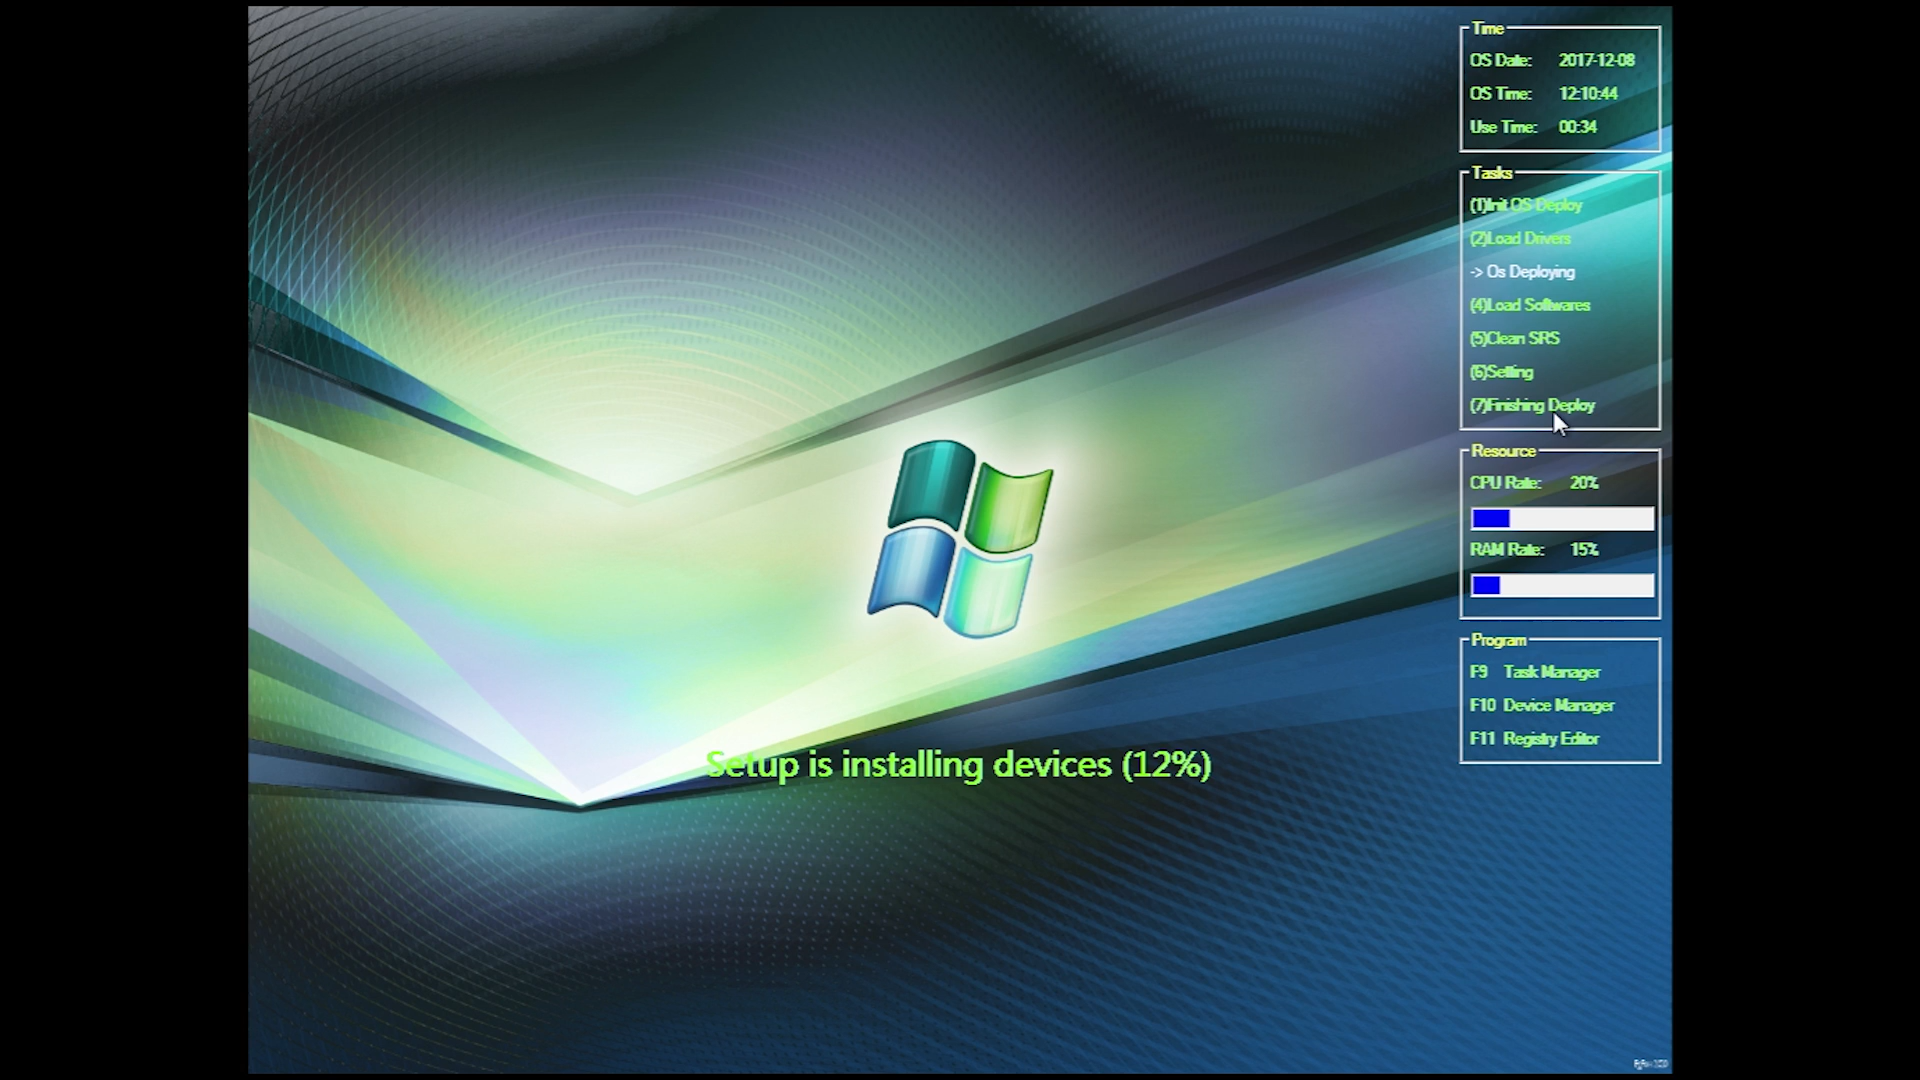 Time
OS Date: 2017-12-08
OS Time: 12:10:44
Use Time: 00:34
Tasks
(1)Init OS Deploy
(2)Load Drivers
-> Os Deploying
(4)Load Softwares
(5)Clean SRS
(6)Setting
(7)Finishing Deploy
Resource
CPU Rate: 20%
RAM Rate: 15%
Program
F9 Task Manager
F10 Device Manager
F11 Registry Editor
Setup is installing devices (12%)